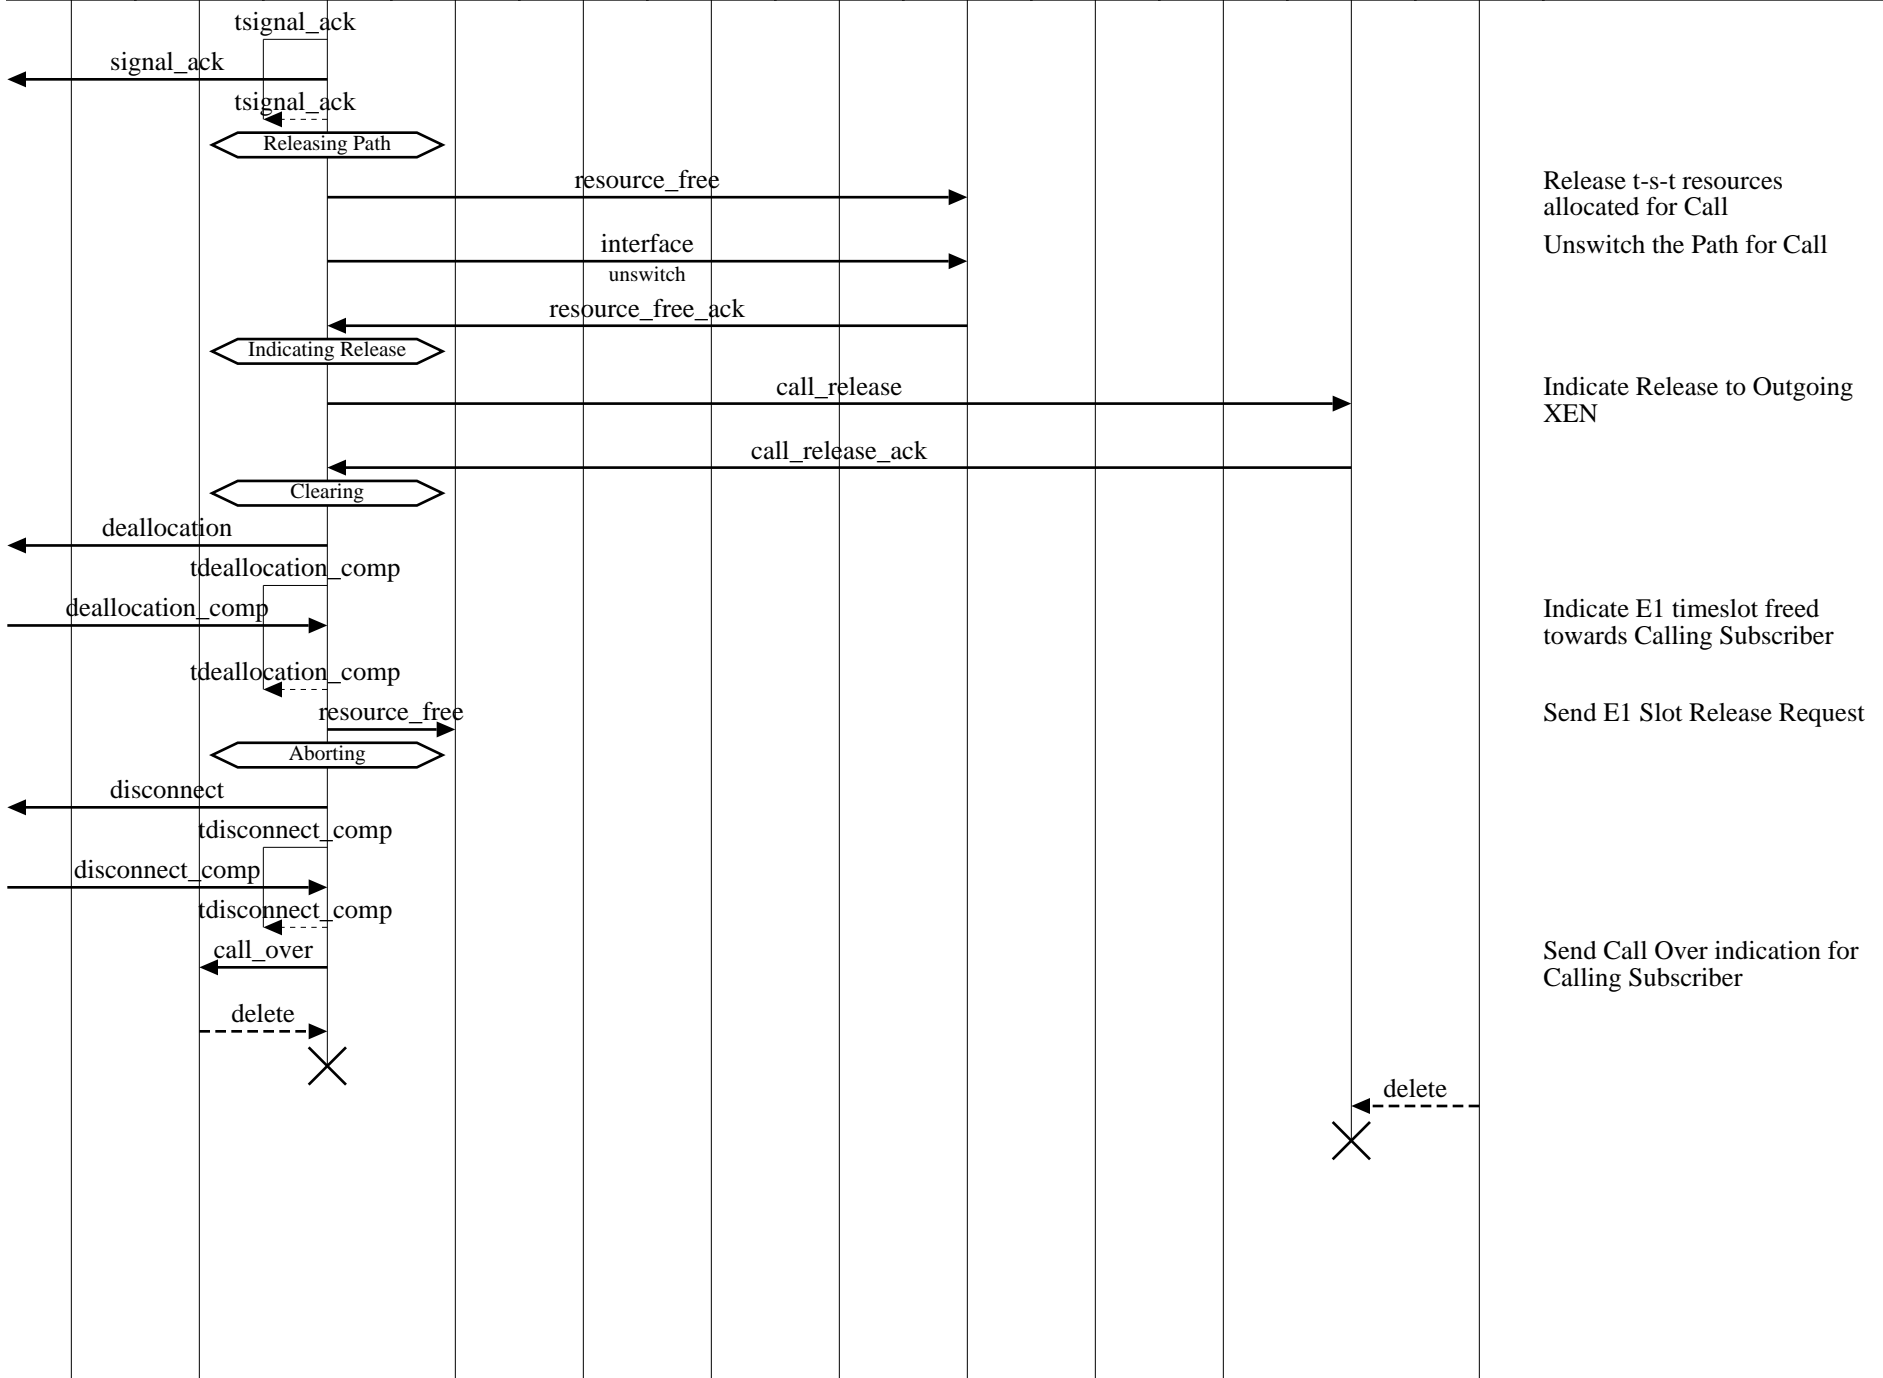 tsignal_ack
signal_ack
tsignal_ack
Releasing Path
resource_free
Release t-s-t resources
allocated for Call
interface
Unswitch the Path for Call
unswitch
resource_free_ack
Indicating Release
call_release
Indicate Release to Outgoing
XEN
call_release_ack
Clearing
deallocation
tdeallocation_comp
deallocation_comp
Indicate E1 timeslot freed
towards Calling Subscriber
tdeallocation_comp
resource_free
Send E1 Slot Release Request
Aborting
disconnect
tdisconnect_comp
disconnect_comp
tdisconnect_comp
call_over
Send Call Over indication for
Calling Subscriber
delete
delete